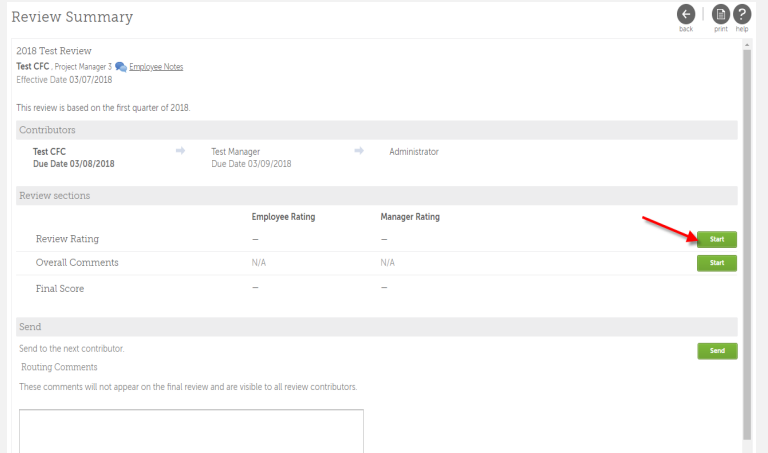 Review Summary
back
print
help
2018 Test Review
Test CFC , Project Manager 3 Employee Notes
Effective Date 03/07/2018
This review is based on the first quarter of 2018.
Contributors
Test CFC
Due Date 03/08/2018
Test Manager
Due Date 03/09/2018
Administrator
Review sections
Employee Rating Manager Rating
Review Rating – – Start
Overall Comments N/A N/A Start
Final Score – –
Send
Send to the next contributor. Send
Routing Comments
These comments will not appear on the final review and are visible to all review contributors.